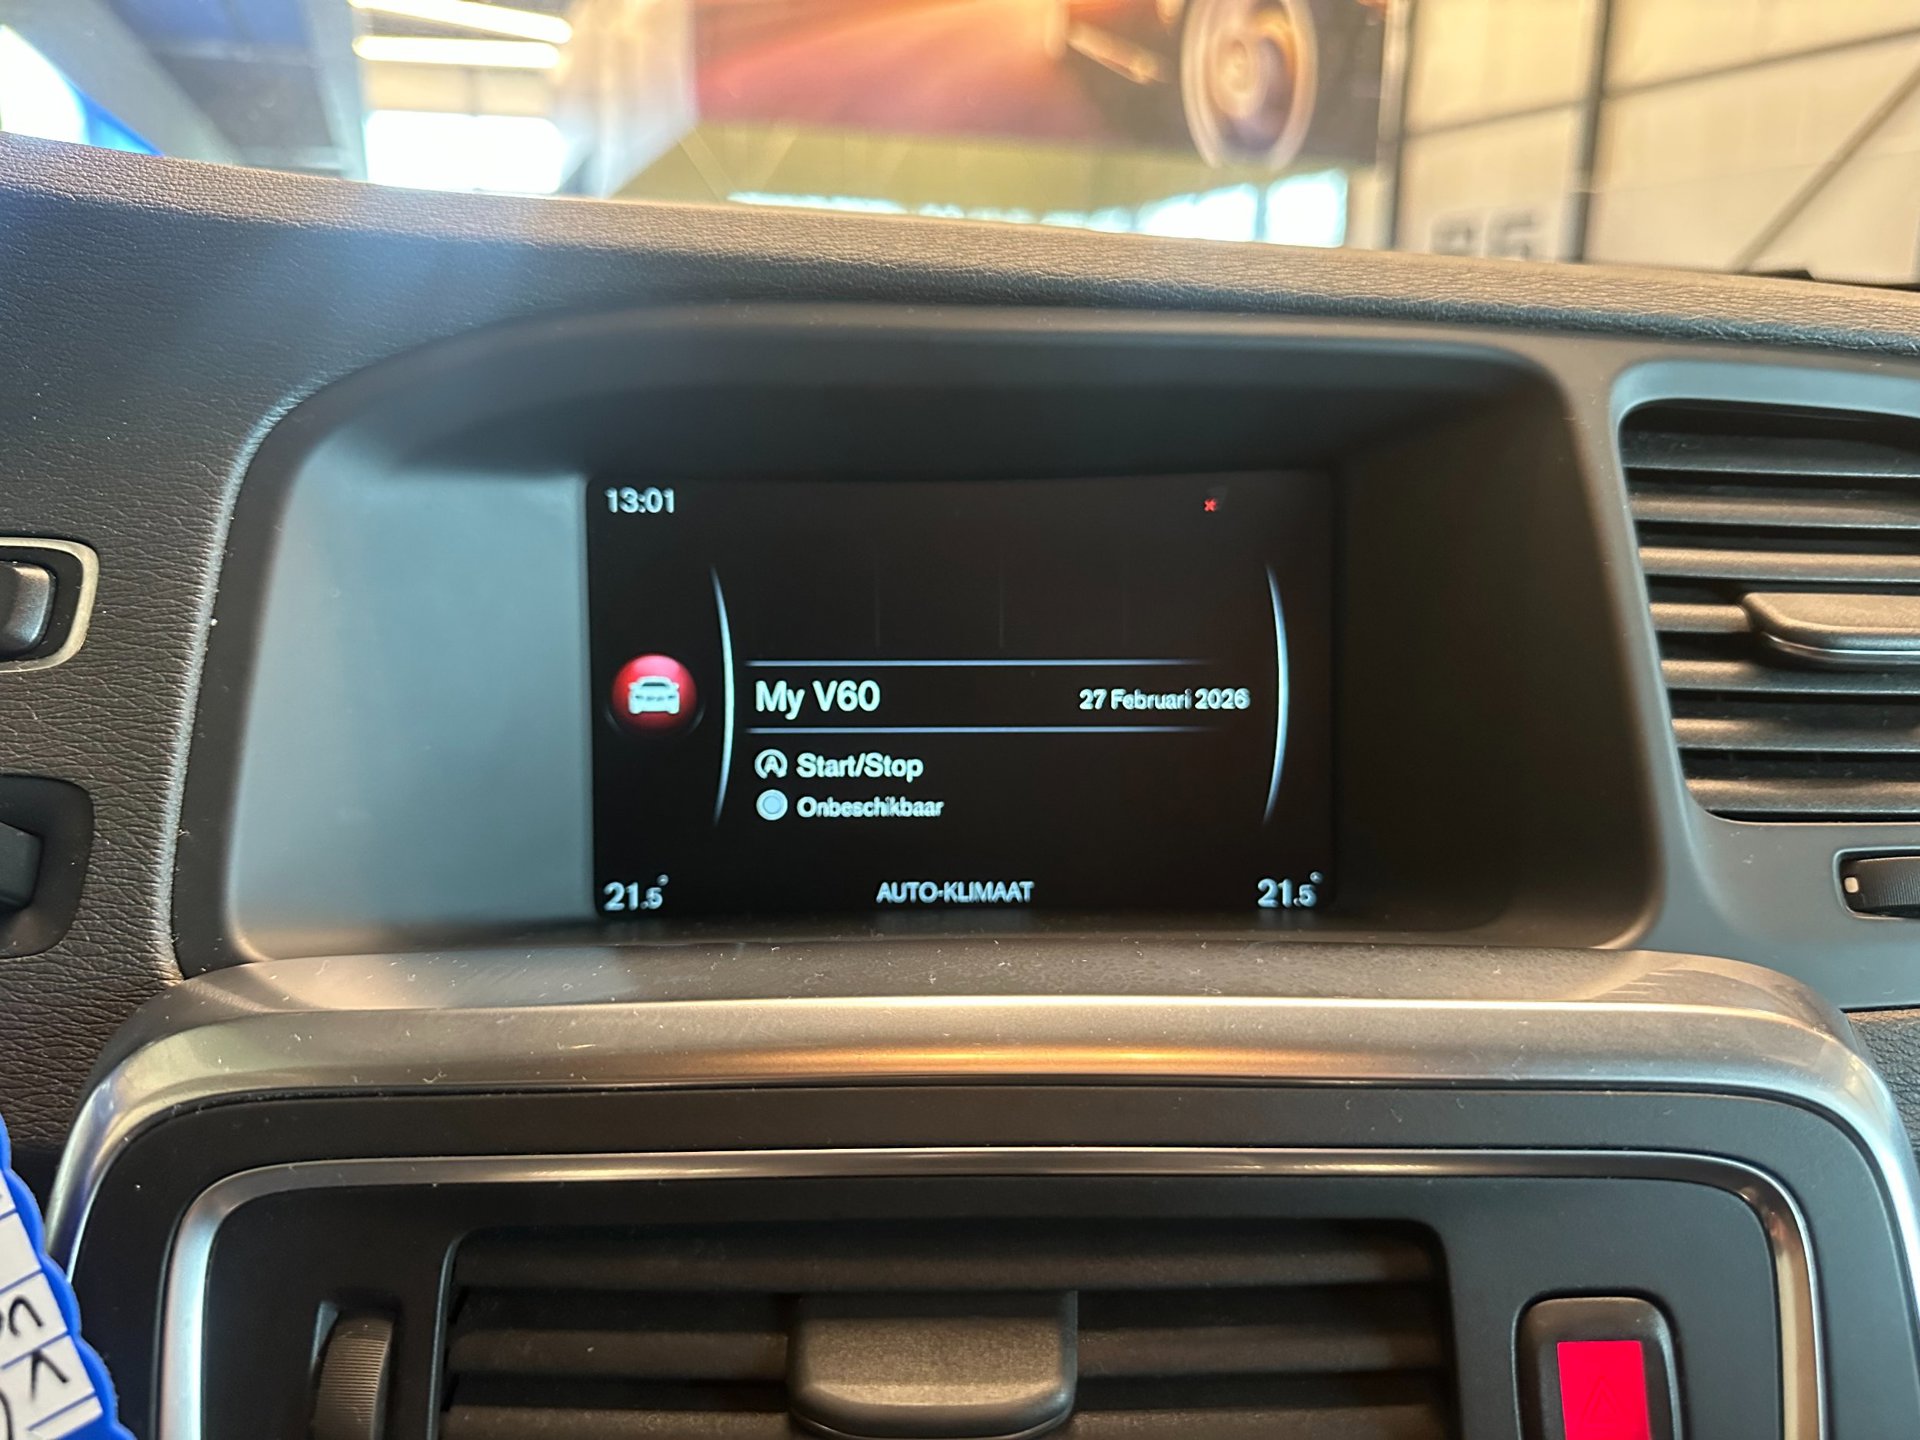 13:01
My V60
27 Februari 2026
Start/Stop
Onbeschikbaar
21.5°
AUTO-KLIMAAT
21.5°